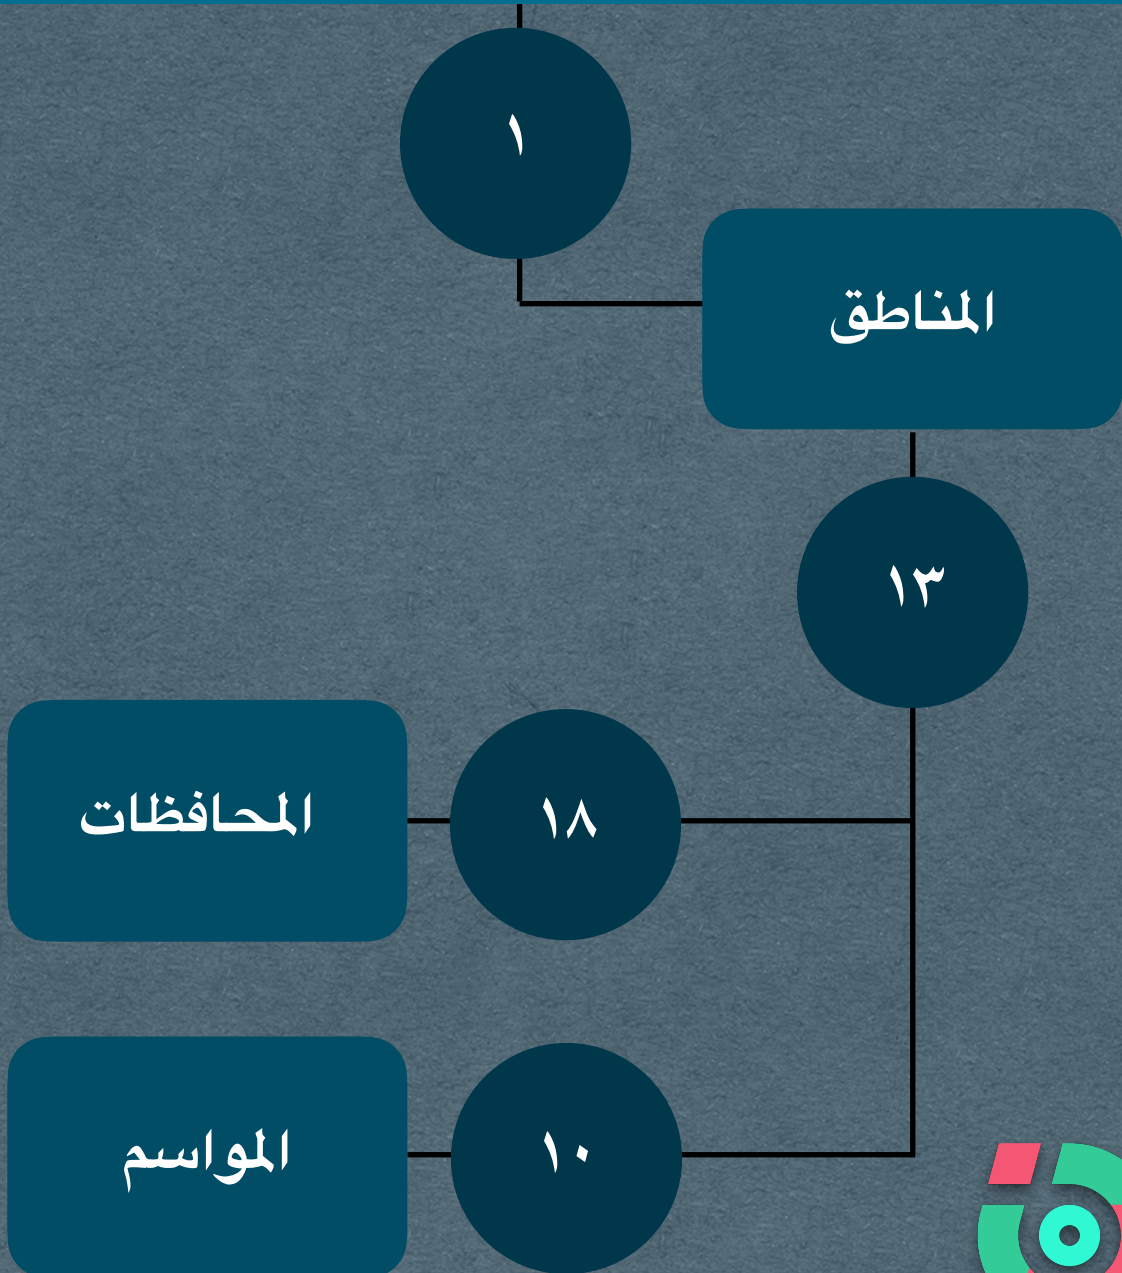 ١
المناطق
١٣
١٨
المحافظات
١٠
المواسم